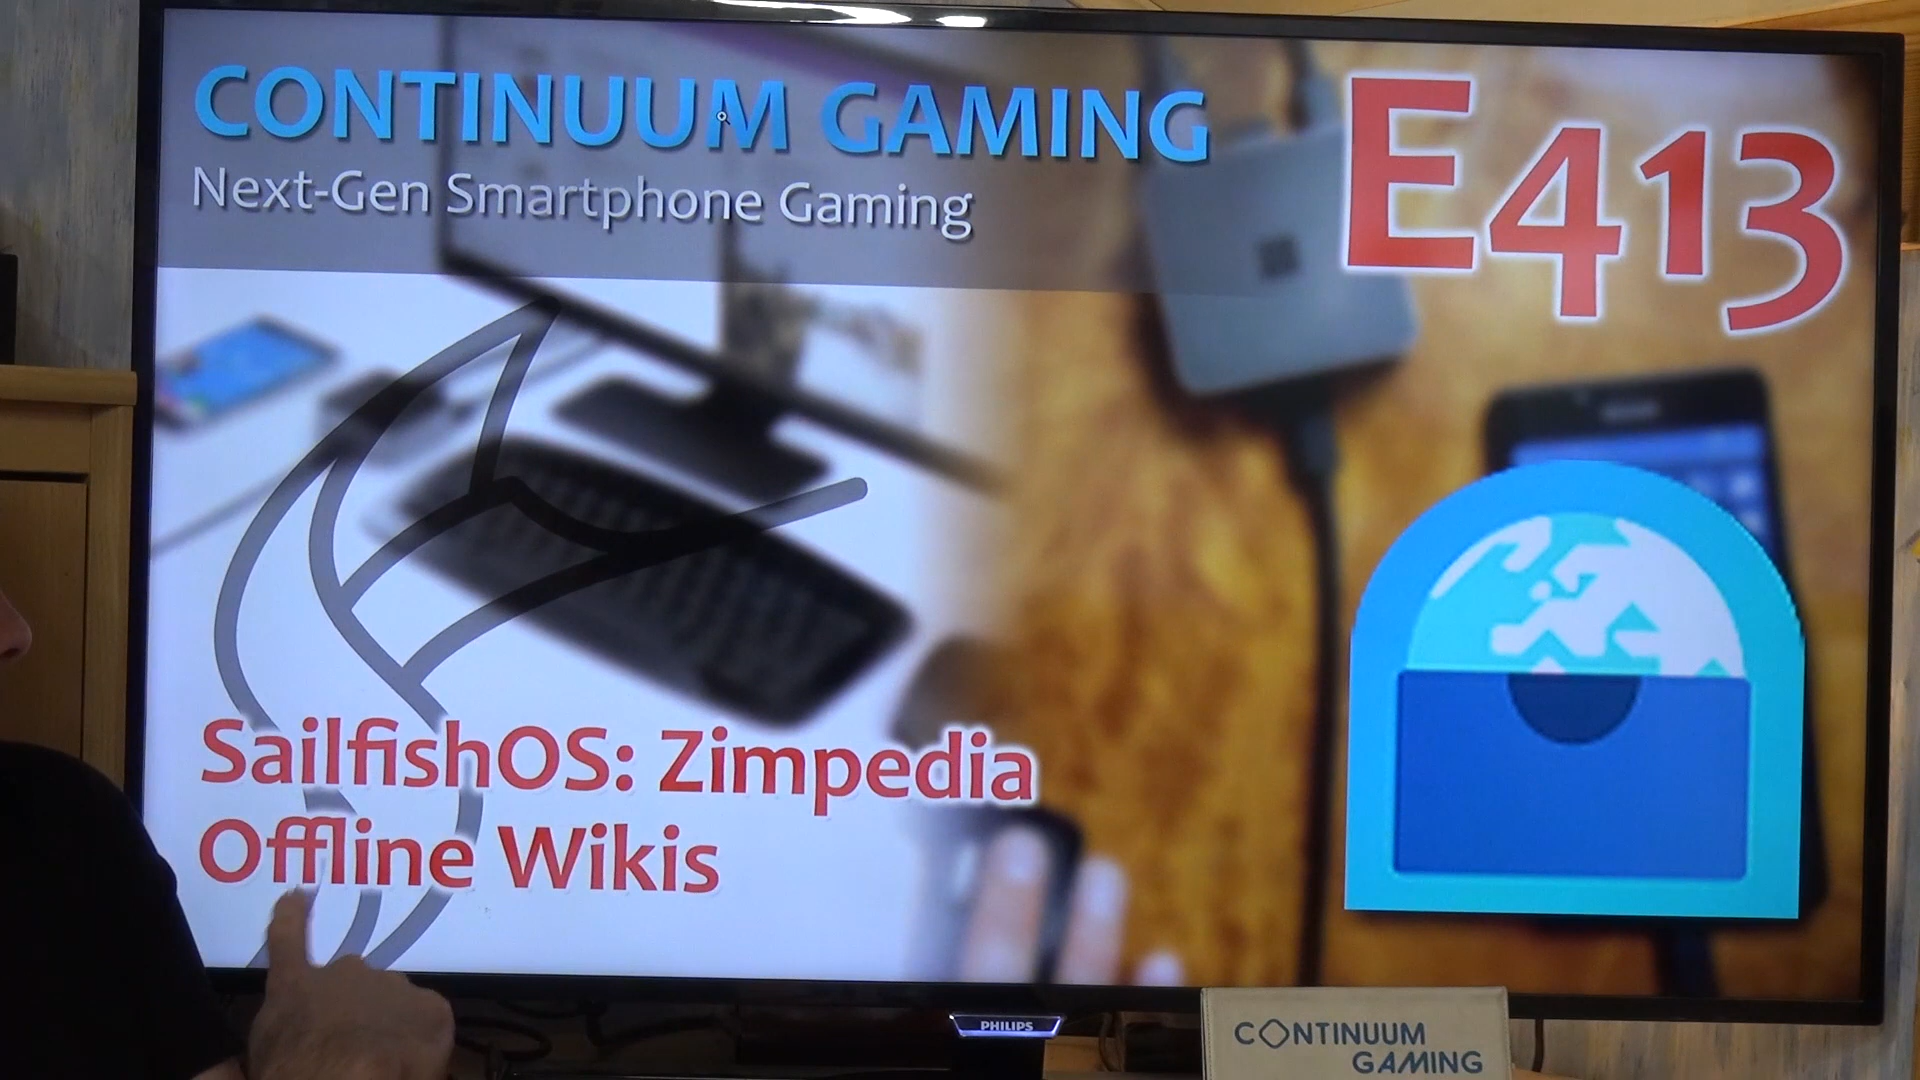 CONTINUUM GAMING
Next-Gen Smartphone Gaming
E413
SailfishOS: Zimpedia
Offline Wikis
PHILIPS
CONTINUUM
GAMING